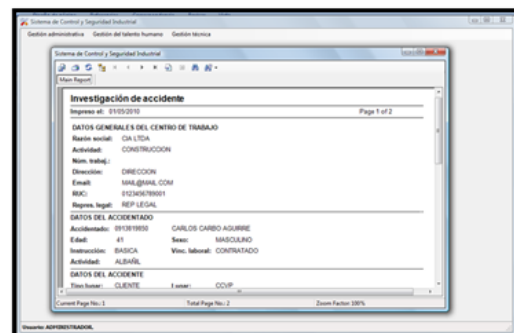 Sistema de Control y Seguridad Industrial
Gestión administrativa Gestión del talento humano Gestión técnica
Sistema de Control y Seguridad Industrial
Main Report
Investigación de accidente
Impreso el: 01/05/2010 Page 1 of 2
DATOS GENERALES DEL CENTRO DE TRABAJO
Razón social: CIA LTDA
Actividad: CONSTRUCCION
Núm. trabaj.:
Dirección: DIRECCION
Email: MAIL@MAIL.COM
RUC: 0123456789001
Repres. legal: REP LEGAL
DATOS DEL ACCIDENTADO
Accidentado: 0913819850 CARLOS CARBO AGUIRRE
Edad: 41 Sexo: MASCULINO
Instrucción: BASICA Vinc. laboral: CONTRATADO
Actividad: ALBAÑIL
DATOS DEL ACCIDENTE
Tipo lugar: CLIENTE Lugar: CCVP
Current Page No.: 1 Total Page No.: 2 Zoom Factor: 100%
Usuario: ADMINISTRADOR.